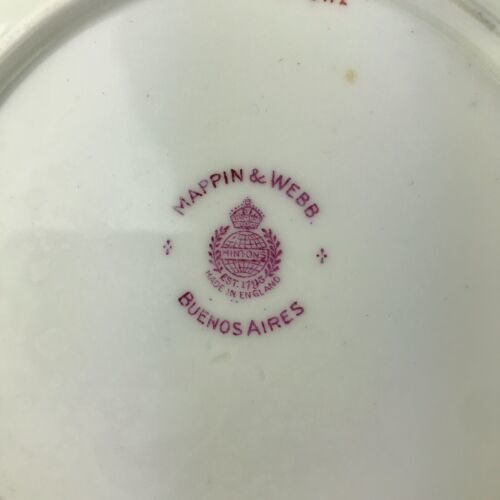 MAPPIN & WEBB
MINTONS
EST. 1793
MADE IN ENGLAND
BUENOS AIRES